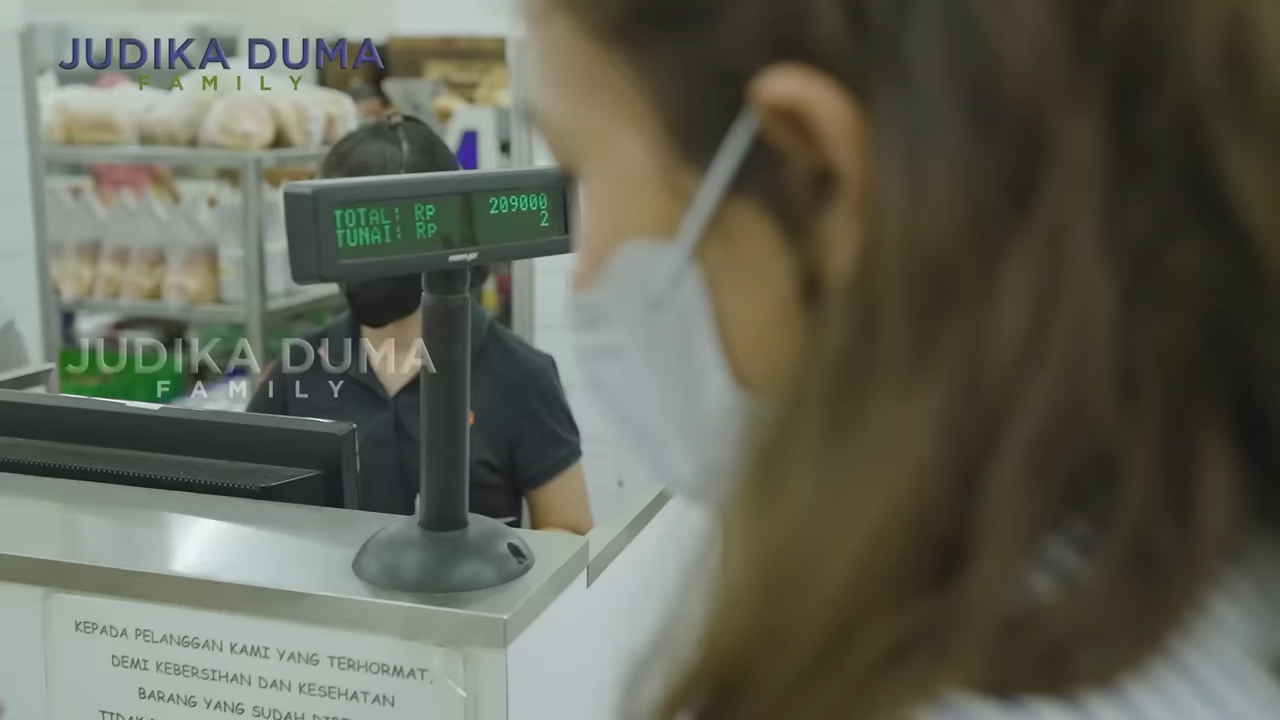 JUDIKA DUMA
FAMILY
TOTAL: RP 209000
TUNAI: RP 2
JUDIKA DUMA
FAMILY
KEPADA PELANGGAN KAMI YANG TERHORMAT,
DEMI KEBERSIHAN DAN KESEHATAN
BARANG YANG SUDAH